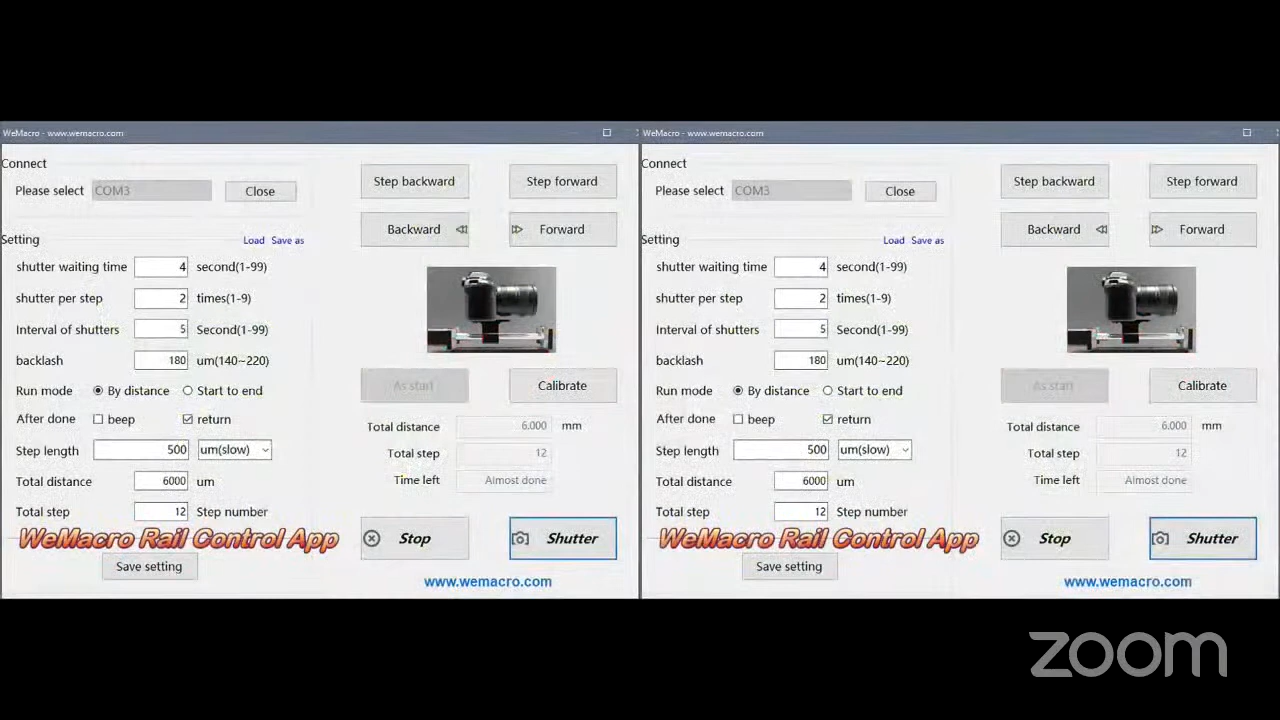 WeMacro - www.wemacro.com
Connect
Please select COM3 Close
Step backward Step forward
Backward Forward
Setting Load Save as
shutter waiting time 4 second(1-99)
shutter per step 2 times(1-9)
Interval of shutters 5 Second(1-99)
backlash 180 um(140~220)
Run mode By distance Start to end
As start Calibrate
After done beep return
Total distance 6.000 mm
Step length 500 um(slow)
Total step 12
Total distance 6000 um
Time left Almost done
Total step 12 Step number
WeMacro Rail Control App
Stop Shutter
Save setting
www.wemacro.com
WeMacro - www.wemacro.com
Connect
Please select COM3 Close
Step backward Step forward
Backward Forward
Setting Load Save as
shutter waiting time 4 second(1-99)
shutter per step 2 times(1-9)
Interval of shutters 5 Second(1-99)
backlash 180 um(140~220)
Run mode By distance Start to end
As start Calibrate
After done beep return
Total distance 6.000 mm
Step length 500 um(slow)
Total step 12
Total distance 6000 um
Time left Almost done
Total step 12 Step number
WeMacro Rail Control App
Stop Shutter
Save setting
www.wemacro.com
zoom